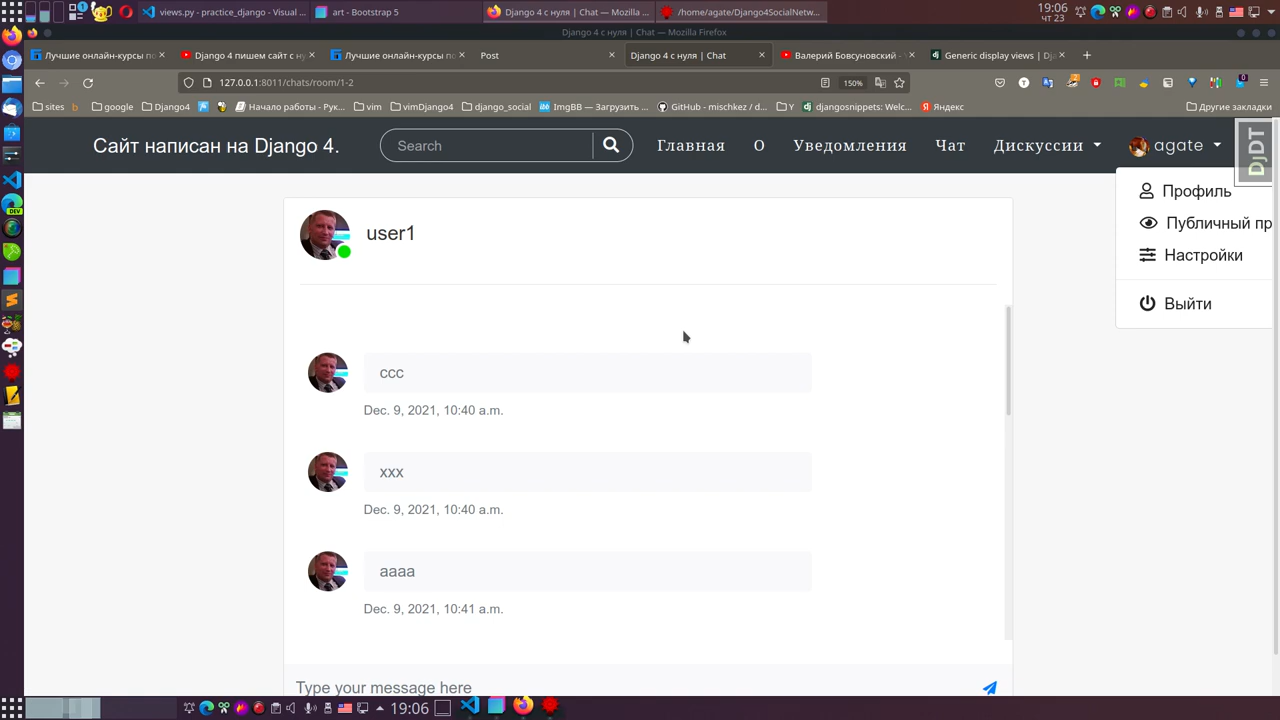 views.py - practice_django - Visual ...
art - Bootstrap 5
Django 4 с нуля | Chat — Mozilla ...
/home/agate/Django4SocialNetw...
19:06
чт 23
Django 4 с нуля | Chat — Mozilla Firefox
Лучшие онлайн-курсы по
Django 4 пишем сайт с ну
Лучшие онлайн-курсы по
Post
Django 4 с нуля | Chat
Валерий Бовсуновский -
Generic display views | Dja
127.0.0.1:8011/chats/room/1-2
150%
sites
google
Django4
Начало работы - Рук...
vim
vimDjango4
django_social
ImgBB — Загрузить ...
GitHub - mischkez / d...
Y
djangosnippets: Welc...
Яндекс
Другие закладки
Сайт написан на Django 4.
Search
Главная
О
Уведомления
Чат
Дискуссии
agate
DjDT
Профиль
Публичный пр
Настройки
Выйти
user1
ccc
Dec. 9, 2021, 10:40 a.m.
xxx
Dec. 9, 2021, 10:40 a.m.
aaaa
Dec. 9, 2021, 10:41 a.m.
Type your message here
19:06